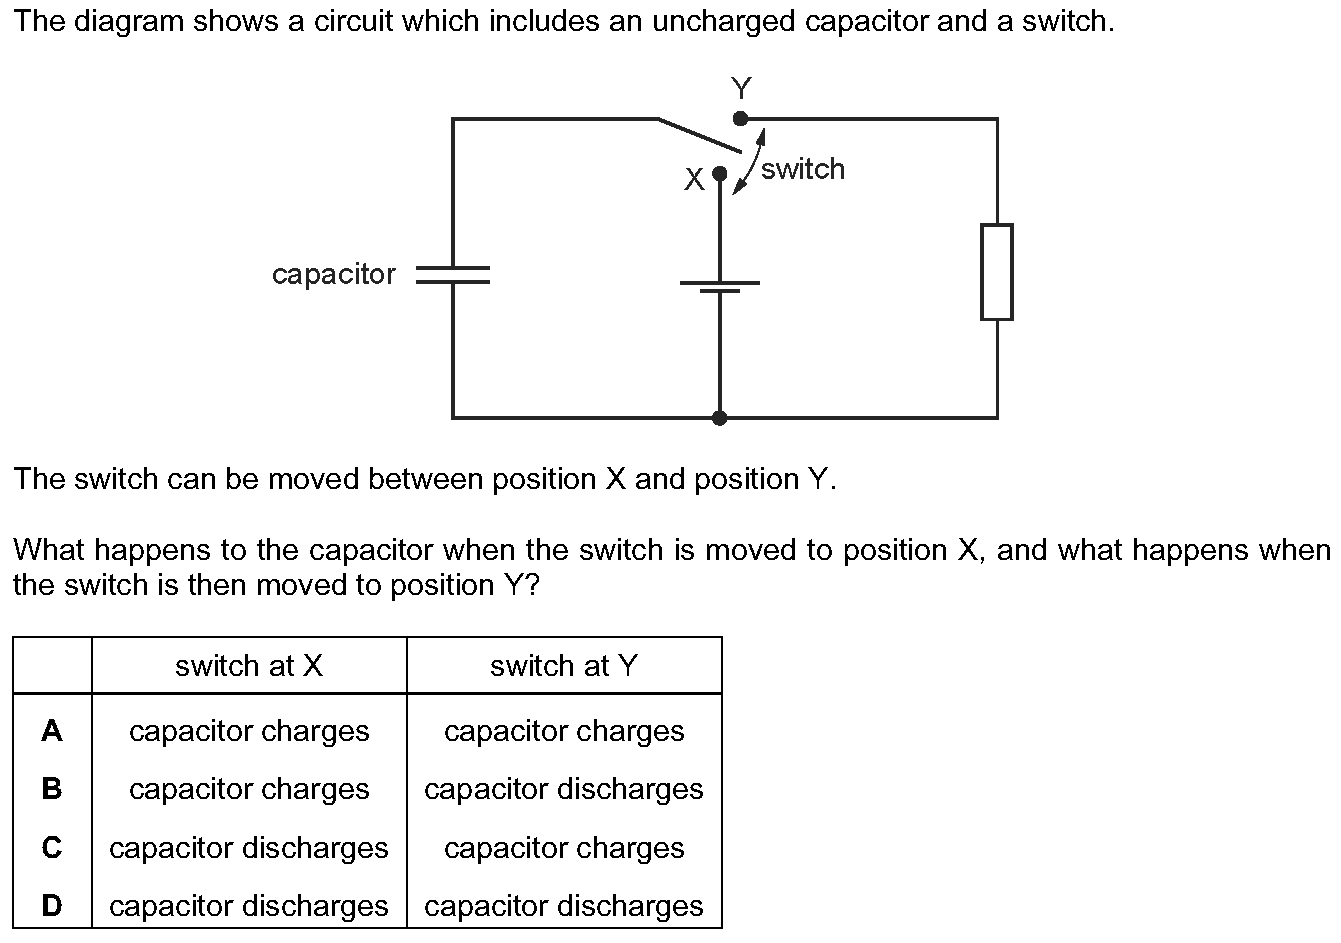 The diagram shows a circuit which includes an uncharged capacitor and a switch.
Y
switch
X
capacitor
The switch can be moved between position X and position Y.
What happens to the capacitor when the switch is moved to position X, and what happens when
the switch is then moved to position Y?
switch at X switch at Y
A capacitor charges capacitor charges
B capacitor charges capacitor discharges
C capacitor discharges capacitor charges
D capacitor discharges capacitor discharges